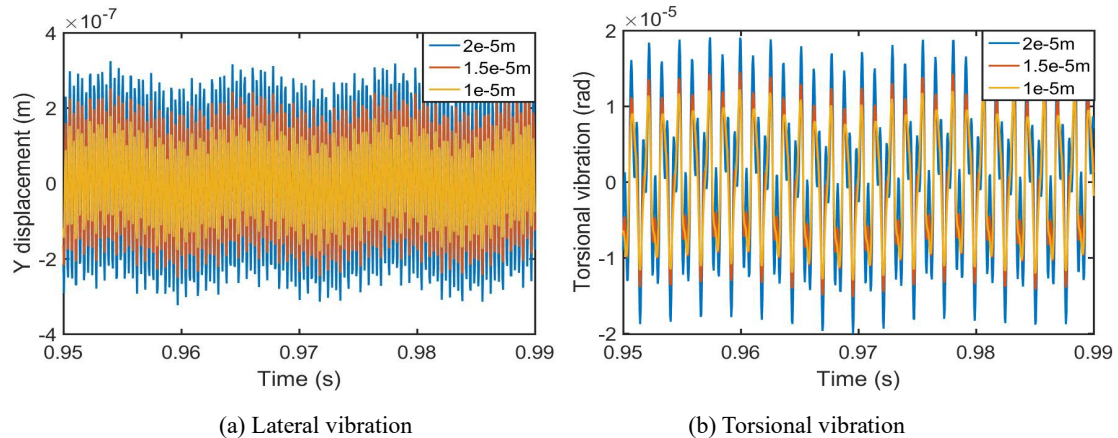 ×10⁻⁷
4
2
0
-2
-4
Y displacement (m)
0.95
0.96
0.97
0.98
0.99
Time (s)
2e-5m
1.5e-5m
1e-5m
(a) Lateral vibration
×10⁻⁵
2
1
0
-1
-2
Torsional vibration (rad)
0.95
0.96
0.97
0.98
0.99
Time (s)
2e-5m
1.5e-5m
1e-5m
(b) Torsional vibration